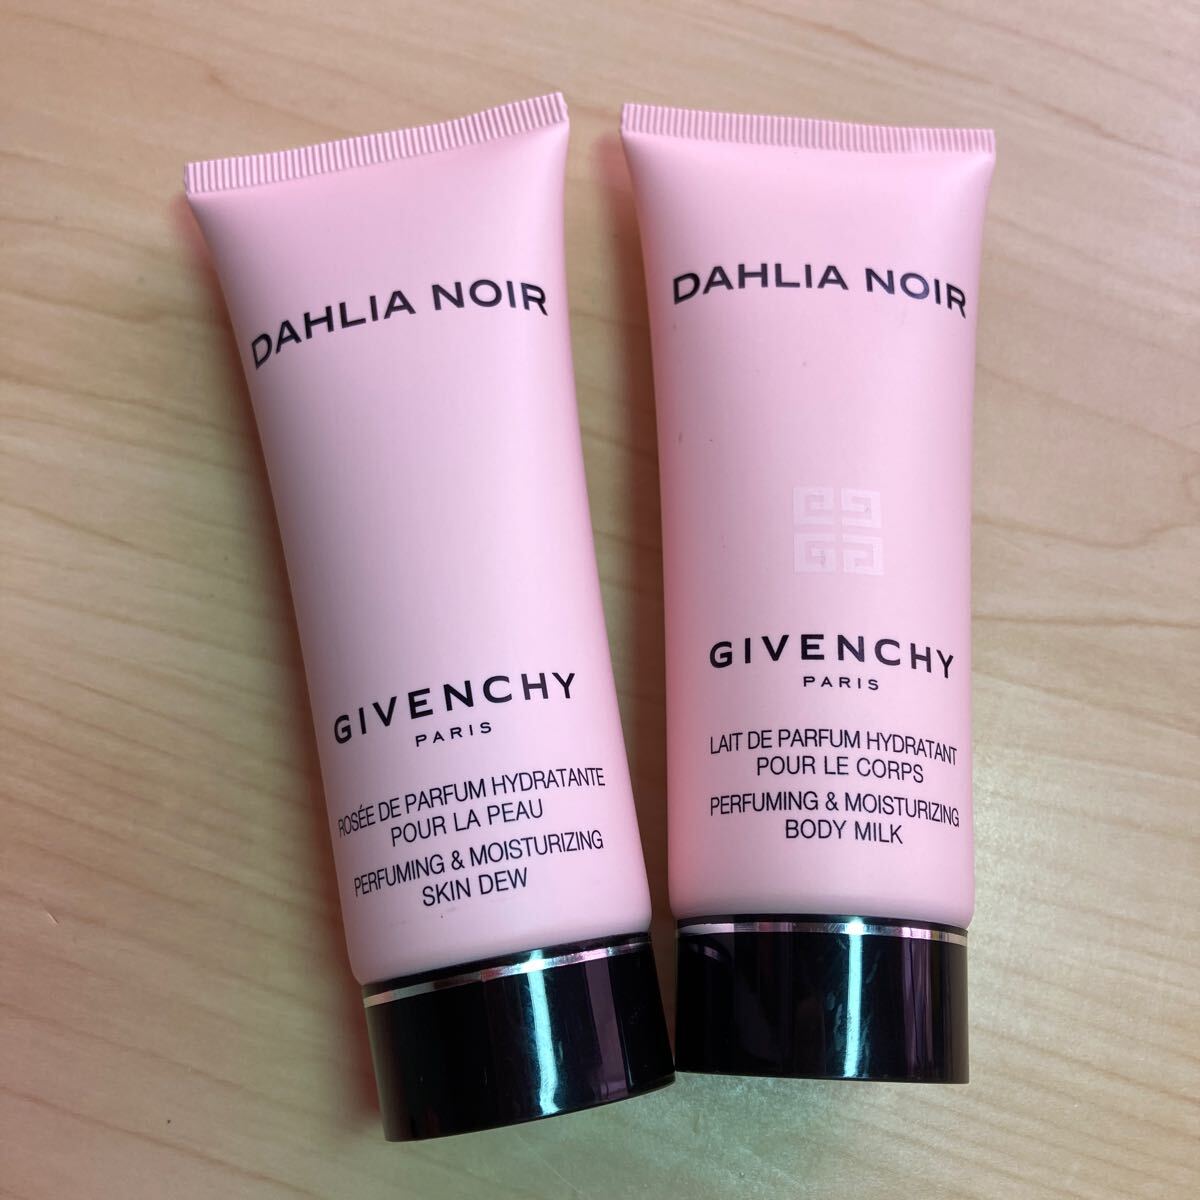 DAHLIA NOIR
GIVENCHY
PARIS
ROSÉE DE PARFUM HYDRATANTE
POUR LA PEAU
PERFUMING & MOISTURIZING
SKIN DEW
DAHLIA NOIR
GIVENCHY
PARIS
LAIT DE PARFUM HYDRATANT
POUR LE CORPS
PERFUMING & MOISTURIZING
BODY MILK